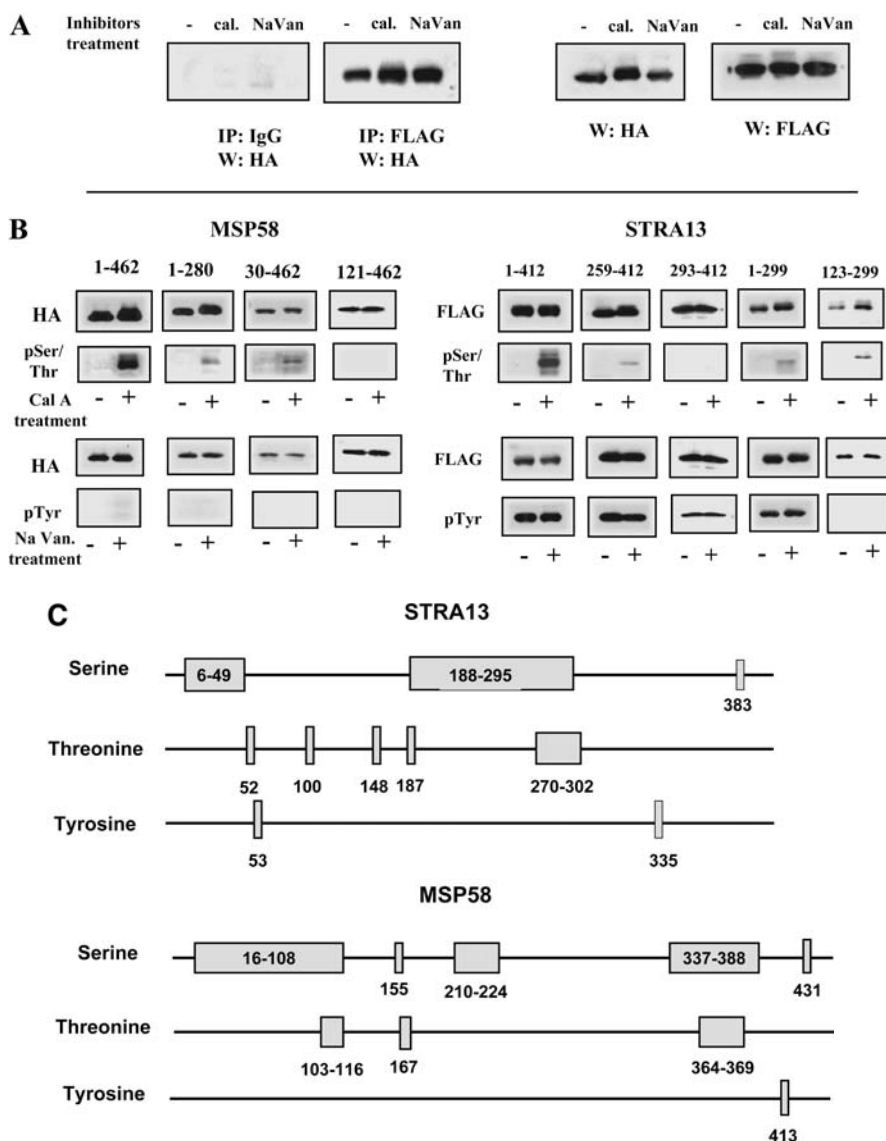 A
Inhibitors
treatment
- cal. NaVan
- cal. NaVan
- cal. NaVan
- cal. NaVan
IP: IgG
W: HA
IP: FLAG
W: HA
W: HA
W: FLAG
B
MSP58
1-462 1-280 30-462 121-462
HA
pSer/
Thr
- + - + - + - +
Cal A
treatment
HA
pTyr
- + - + - + - +
Na Van.
treatment
STRA13
1-412 259-412 293-412 1-299 123-299
FLAG
pSer/
Thr
- + - + - + - + - +
FLAG
pTyr
- + - + - + - + - +
C
STRA13
Serine
6-49
188-295
383
Threonine
52 100 148 187 270-302
Tyrosine
53 335
MSP58
Serine
16-108
337-388
155 210-224 431
Threonine
103-116 167 364-369
Tyrosine
413